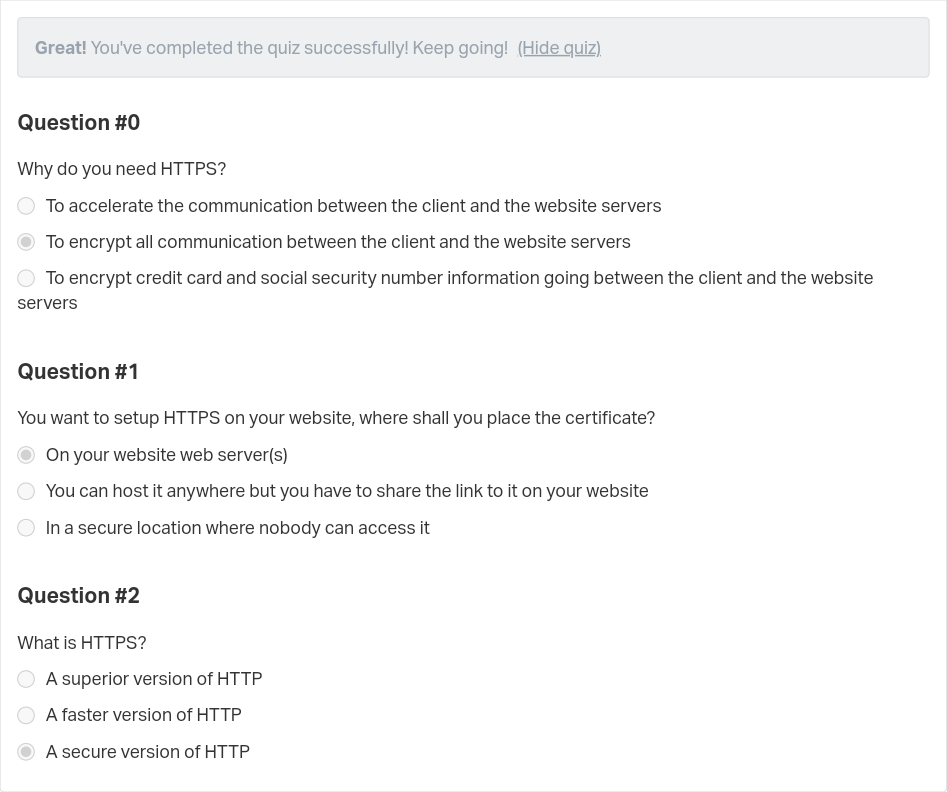 Great! You've completed the quiz successfully! Keep going! (Hide quiz)
Question #0
Why do you need HTTPS?
To accelerate the communication between the client and the website servers
To encrypt all communication between the client and the website servers
To encrypt credit card and social security number information going between the client and the website
servers
Question #1
You want to setup HTTPS on your website, where shall you place the certificate?
On your website web server(s)
You can host it anywhere but you have to share the link to it on your website
In a secure location where nobody can access it
Question #2
What is HTTPS?
A superior version of HTTP
A faster version of HTTP
A secure version of HTTP